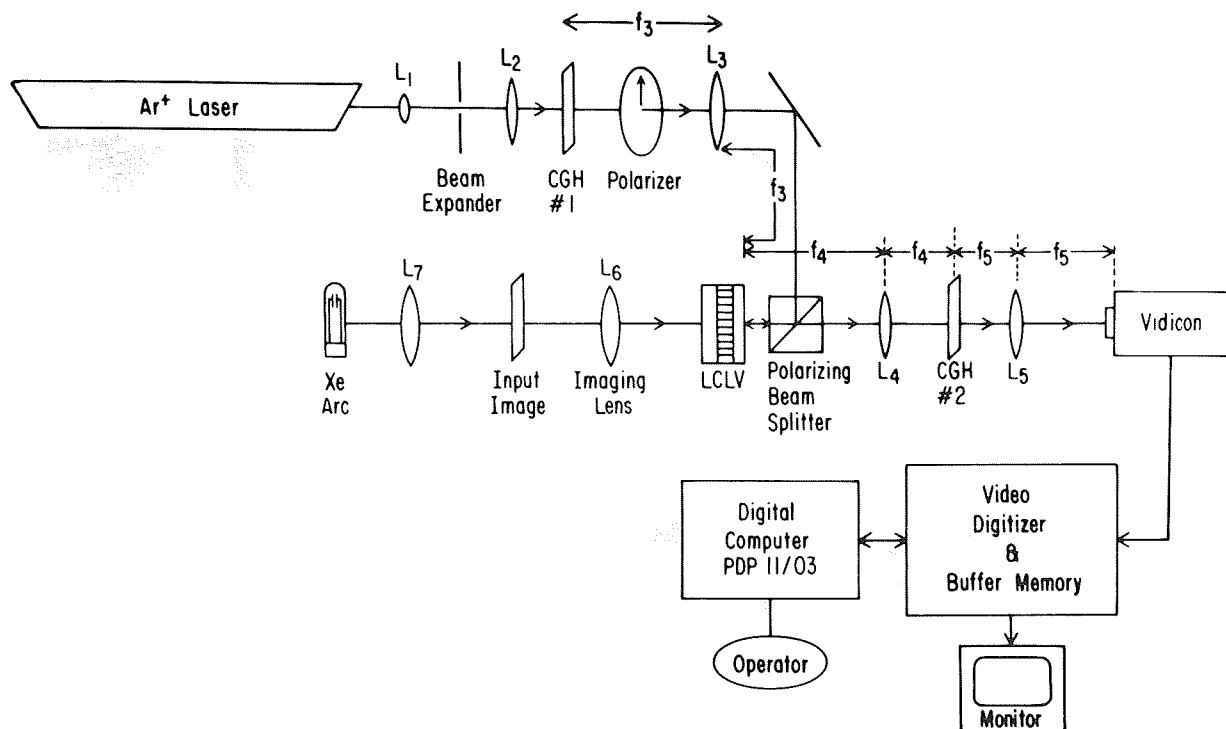 f3
L1
L2
L3
Ar+ Laser
Beam
Expander
CGH
#1
Polarizer
f3
f4
f4
f5
f5
L7
L6
Xe
Arc
Input
Image
Imaging
Lens
LCLV
Polarizing
Beam
Splitter
L4
CGH
#2
L5
Vidicon
Digital
Computer
PDP 11/03
Video
Digitizer
&
Buffer Memory
Operator
Monitor